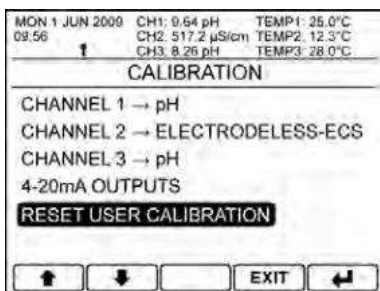 MON 1 JUN 2009 CH1: 9.64 pH TEMP1: 25.0°C
09:56 CH2: 517.2 µS/cm TEMP2: 12.3°C
CH3: 8.26 pH TEMP3: 28.0°C
CALIBRATION
CHANNEL 1 → pH
CHANNEL 2 → ELECTRODELESS-ECS
CHANNEL 3 → pH
4-20mA OUTPUTS
RESET USER CALIBRATION
EXIT